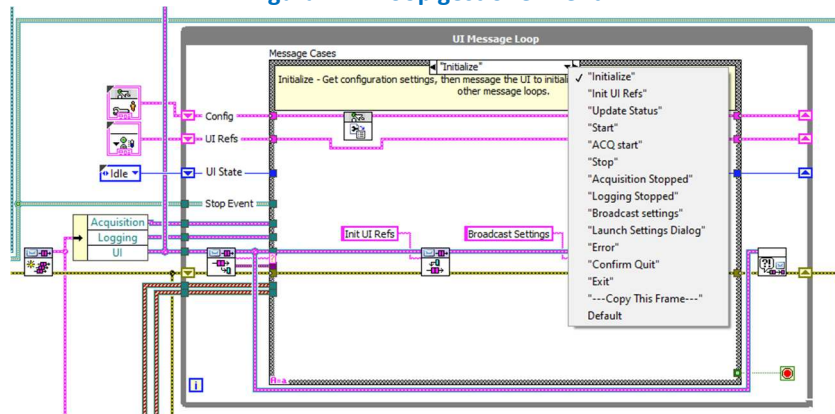 UI Message Loop
Message Cases
"Initialize"
Initialize - Get configuration settings, then message the UI to initial
other message loops.
"Initialize"
"Init UI Refs"
"Update Status"
"Start"
"ACQ start"
"Stop"
"Acquisition Stopped"
"Logging Stopped"
"Broadcast settings"
"Launch Settings Dialog"
"Error"
"Confirm Quit"
"Exit"
"---Copy This Frame---"
Default
Config
UI Refs
Idle
UI State
Stop Event
Acquisition
Logging
UI
Init UI Refs
Broadcast Settings
?!
i
A=a